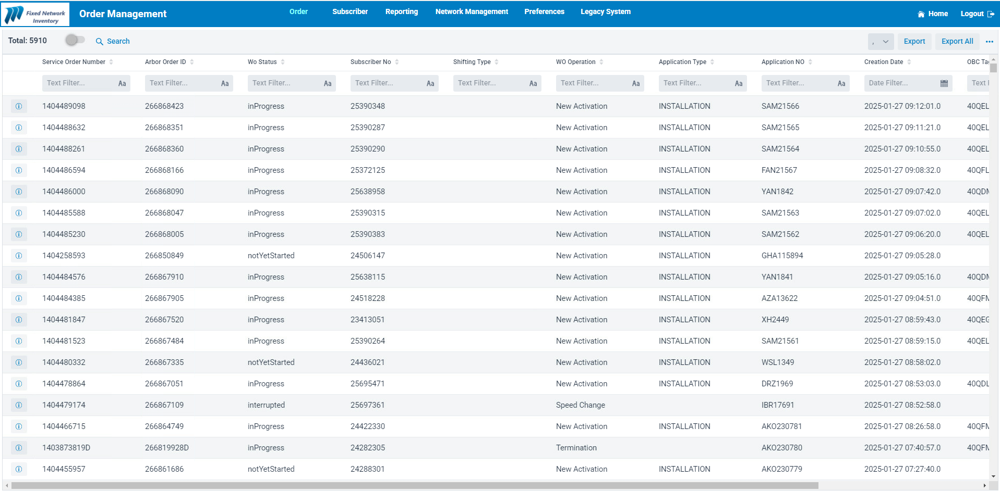 Fixed Network Inventory
Order Management
Order Subscriber Reporting Network Management Preferences Legacy System
Home Logout
Total: 5910 Search , Export Export All
Service Order Number Arbor Order ID Wo Status Subscriber No Shifting Type WO Operation Application Type Application NO Creation Date OBC Ta
Text Filter... Aa Text Filter... Aa Text Filter... Aa Text Filter... Aa Text Filter... Aa Text Filter... Aa Text Filter... Aa Text Filter... Aa Date Filter... Text
1404489098 266868423 inProgress 25390348 New Activation INSTALLATION SAM21566 2025-01-27 09:12:01.0 40QEL
1404488632 266868351 inProgress 25390287 New Activation INSTALLATION SAM21565 2025-01-27 09:11:21.0 40QEL
1404488261 266868360 inProgress 25390290 New Activation INSTALLATION SAM21564 2025-01-27 09:10:55.0 40QEL
1404486594 266868166 inProgress 25372125 New Activation INSTALLATION FAN21567 2025-01-27 09:08:32.0 40QFL
1404486000 266868090 inProgress 25638958 New Activation INSTALLATION YAN1842 2025-01-27 09:07:42.0 40QDM
1404485588 266868047 inProgress 25390315 New Activation INSTALLATION SAM21563 2025-01-27 09:07:02.0 40QEL
1404485230 266868005 inProgress 25390383 New Activation INSTALLATION SAM21562 2025-01-27 09:06:20.0 40QEL
1404258593 266850849 notYetStarted 24506147 New Activation INSTALLATION GHA115894 2025-01-27 09:05:28.0
1404484576 266867910 inProgress 25638115 New Activation INSTALLATION YAN1841 2025-01-27 09:05:16.0 40QDM
1404484385 266867905 inProgress 24518228 New Activation INSTALLATION AZA13622 2025-01-27 09:04:51.0 40QFM
1404481847 266867520 inProgress 23413051 New Activation INSTALLATION XH2449 2025-01-27 08:59:43.0 40QEG
1404481523 266867484 inProgress 25390264 New Activation INSTALLATION SAM21561 2025-01-27 08:59:15.0 40QEL
1404480332 266867335 notYetStarted 24436021 New Activation INSTALLATION WSL1349 2025-01-27 08:58:02.0
1404478864 266867051 inProgress 25695471 New Activation INSTALLATION DRZ1969 2025-01-27 08:53:03.0 40QDL
1404479174 266867109 interrupted 25697361 Speed Change IBR17691 2025-01-27 08:52:58.0
1404466715 266864749 inProgress 24422330 New Activation INSTALLATION AKO230781 2025-01-27 08:26:58.0 40QFM
1403873819D 266819928D inProgress 24282305 Termination AKO230780 2025-01-27 07:40:57.0 40QFM
1404455957 266861686 notYetStarted 24288301 New Activation INSTALLATION AKO230779 2025-01-27 07:27:40.0